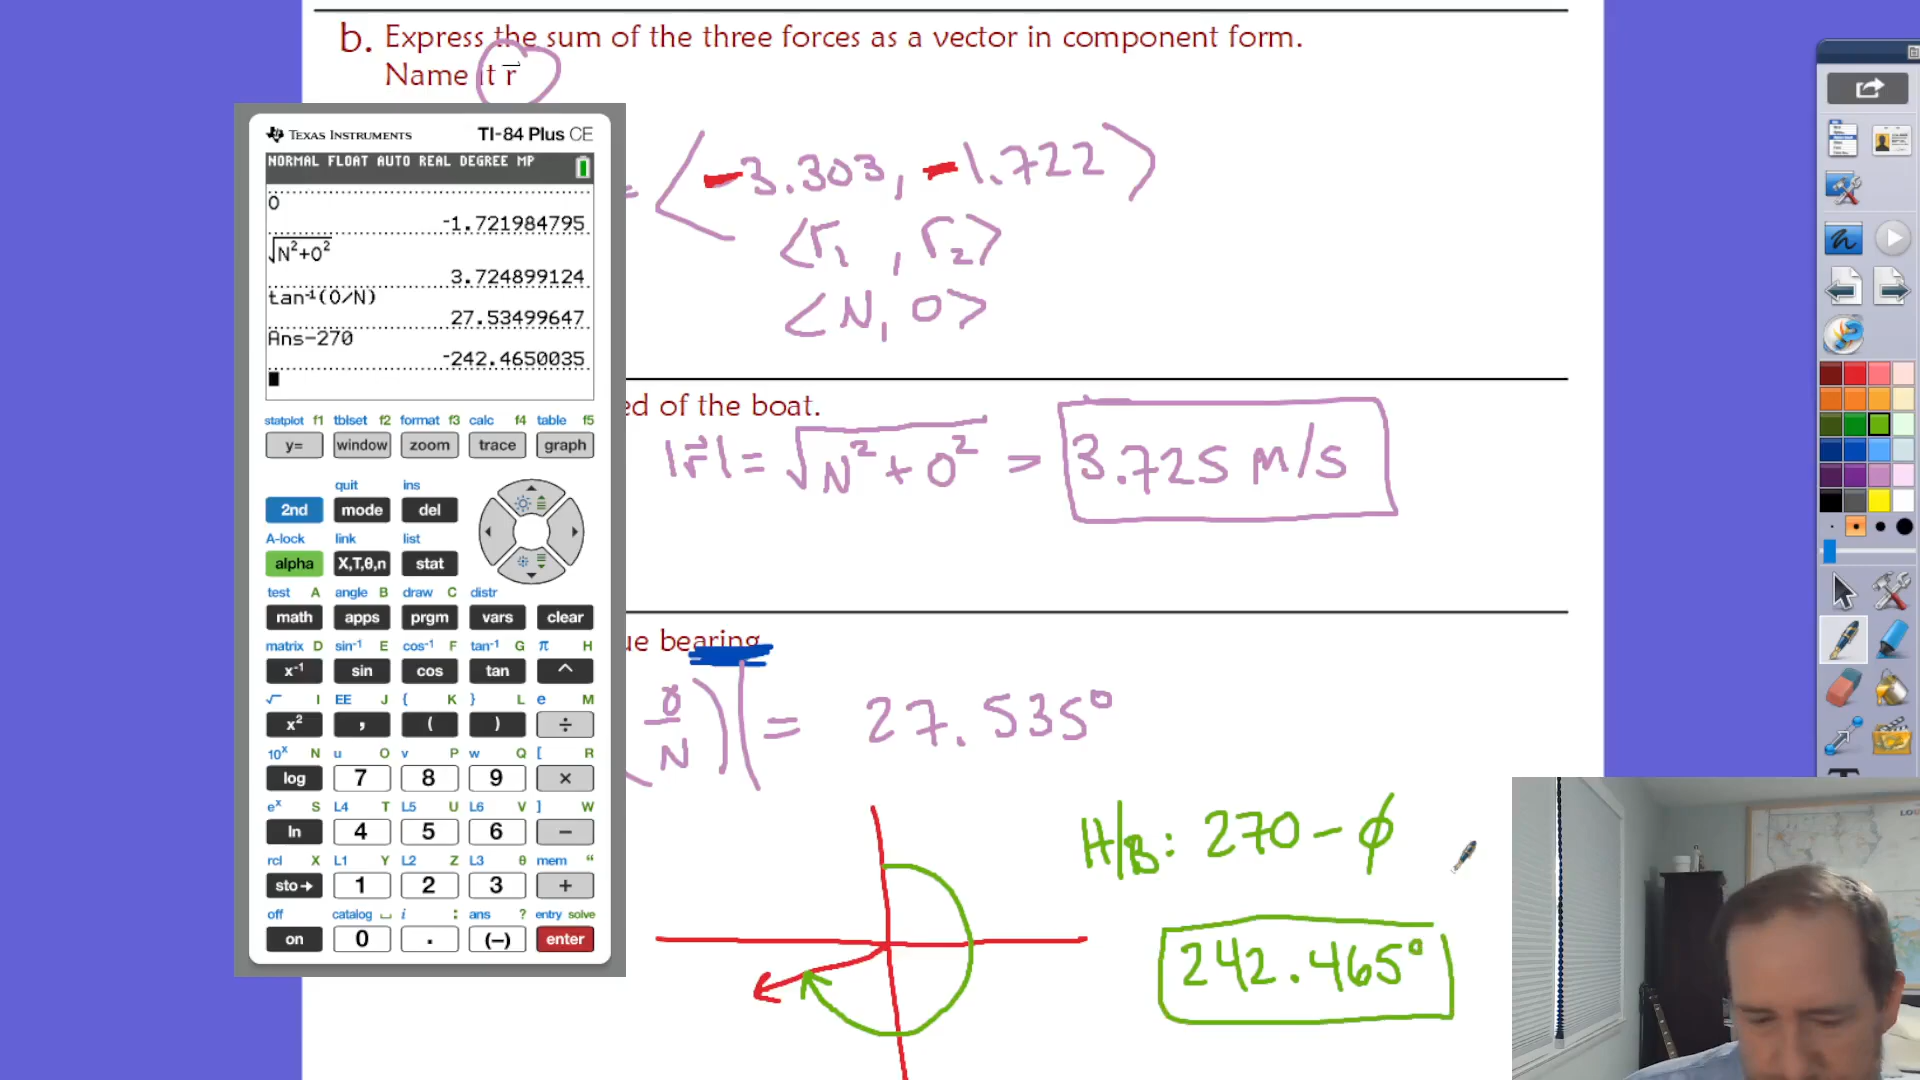 b. Express the sum of the three forces as a vector in component form.
Name it r⃗
= ⟨-3.303, -1.722⟩
⟨r₁, r₂⟩
⟨N, O⟩
ed of the boat.
|r⃗| = √N²+O² = 3.725 m/s
ue bearing
(O/N)| = 27.535°
H/B: 270 - ϕ
242.465°
TEXAS INSTRUMENTS TI-84 Plus CE
NORMAL FLOAT AUTO REAL DEGREE MP
O
-1.721984795
√N²+O²
3.724899124
tan⁻¹(O/N)
27.53499647
Ans-270
-242.4650035
statplot f1 tblset f2 format f3 calc f4 table f5
y= window zoom trace graph
quit ins
2nd mode del
A-lock link list
alpha X,T,θ,n stat
test A angle B draw C distr
math apps prgm vars clear
matrix D sin⁻¹ E cos⁻¹ F tan⁻¹ G π H
x⁻¹ sin cos tan ^
√ I EE J { K } L e M
x² , ( ) ÷
10ˣ N u O v P w Q [ R
log 7 8 9 ×
eˣ S L4 T L5 U L6 V ] W
ln 4 5 6 −
rcl X L1 Y L2 Z L3 θ mem “
sto→ 1 2 3 +
off catalog ⎵ i : ans ? entry solve
on 0 . (−) enter